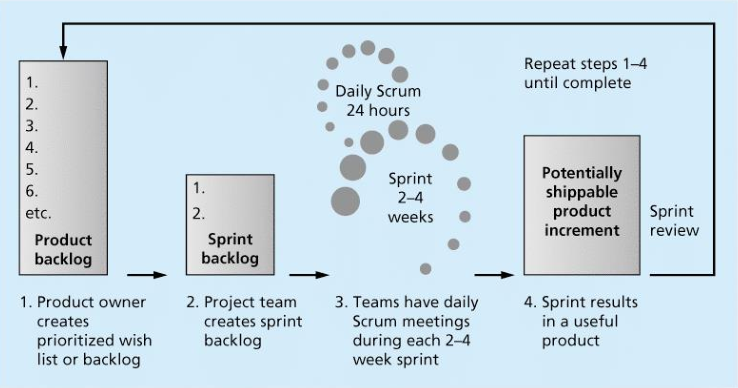 1.
2.
3.
4.
5.
6.
etc.
Product
backlog
1.
2.
Sprint
backlog
Daily Scrum
24 hours
Sprint
2–4
weeks
Repeat steps 1–4
until complete
Potentially
shippable
product
increment
Sprint
review
1. Product owner
creates
prioritized wish
list or backlog
2. Project team
creates sprint
backlog
3. Teams have daily
Scrum meetings
during each 2–4
week sprint
4. Sprint results
in a useful
product